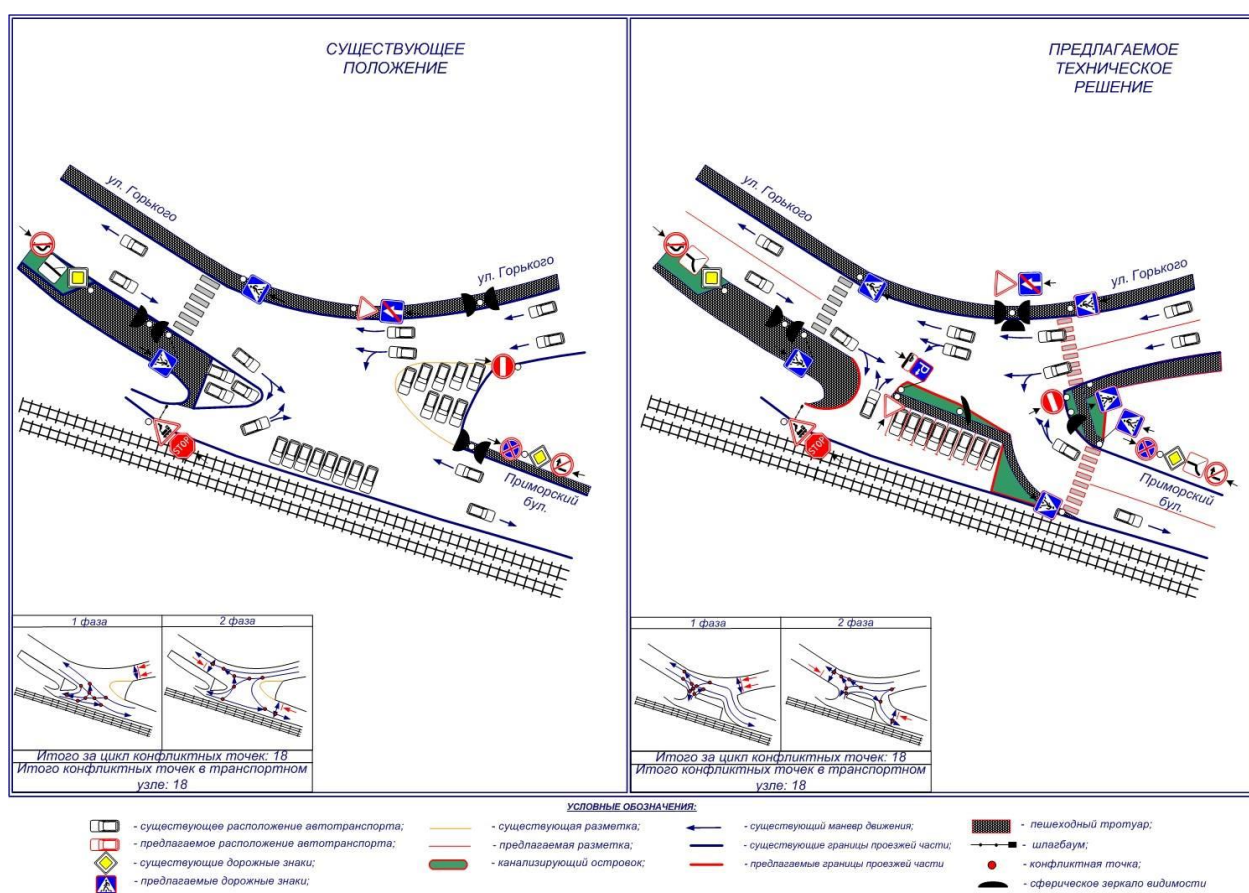 СУЩЕСТВУЮЩЕЕ
ПОЛОЖЕНИЕ
ул. Горького
ул. Горького
STOP
Приморский
бул.
1 фаза
2 фаза
Итого за цикл конфликтных точек: 18
Итого конфликтных точек в транспортном
узле: 18
ПРЕДЛАГАЕМОЕ
ТЕХНИЧЕСКОЕ
РЕШЕНИЕ
ул. Горького
ул. Горького
P
STOP
Приморский
бул.
1 фаза
2 фаза
Итого за цикл конфликтных точек: 18
Итого конфликтных точек в транспортном
узле: 18
УСЛОВНЫЕ ОБОЗНАЧЕНИЯ:
- существующее расположение автотранспорта;
- предлагаемое расположение автотранспорта;
- существующие дорожные знаки;
- предлагаемые дорожные знаки;
- существующая разметка;
- предлагаемая разметка;
- канализирующий островок;
- существующий маневр движения;
- существующие границы проезжей части;
- предлагаемые границы проезжей части
- пешеходный тротуар;
- шлагбаум;
- конфликтная точка;
- сферическое зеркало видимости